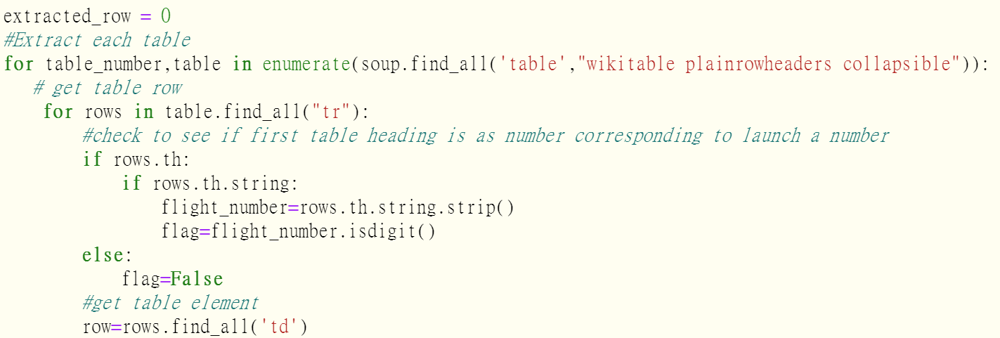 extracted_row = 0
#Extract each table
for table_number,table in enumerate(soup.find_all('table',"wikitable plainrowheaders collapsible")):
   # get table row
    for rows in table.find_all("tr"):
        #check to see if first table heading is as number corresponding to launch a number
        if rows.th:
            if rows.th.string:
                flight_number=rows.th.string.strip()
                flag=flight_number.isdigit()
        else:
            flag=False
        #get table element
        row=rows.find_all('td')